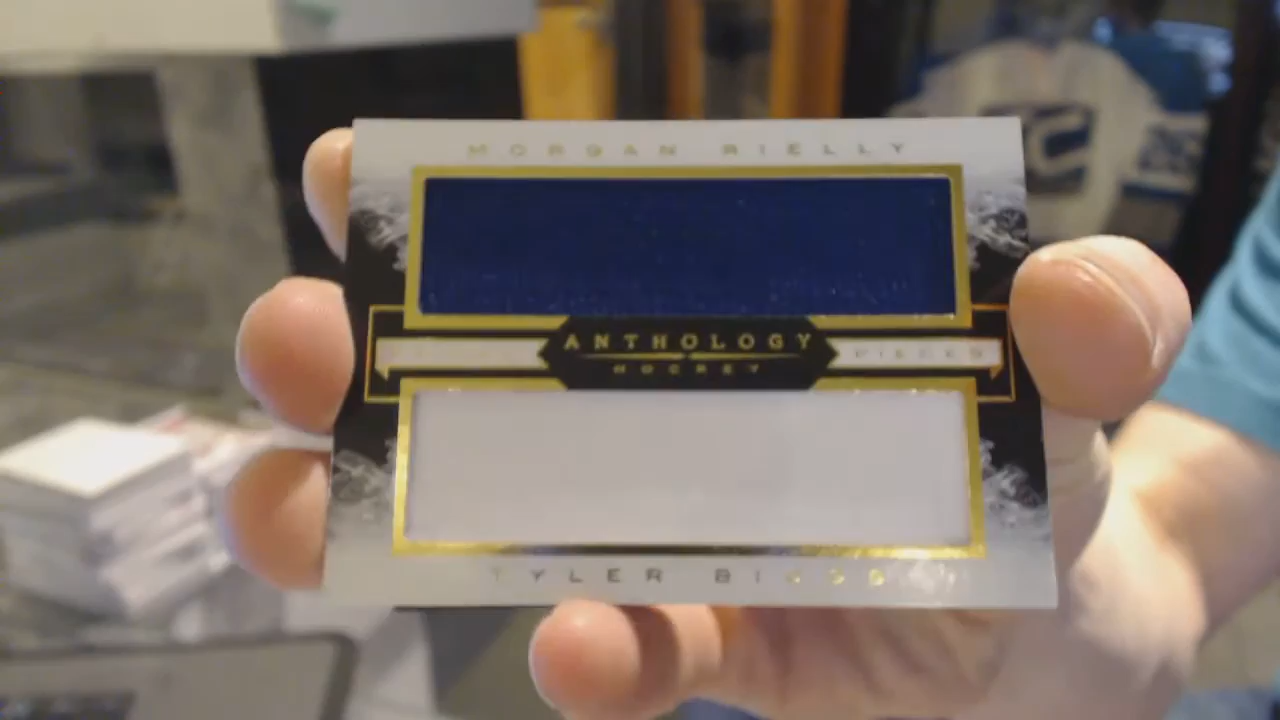 MORGAN RIELLY
ANTHOLOGY
HOCKEY
PIECES
TYLER BIGGS